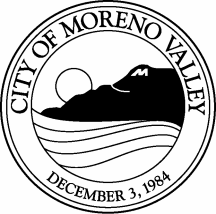 CITY OF MORENO VALLEY
M
DECEMBER 3, 1984